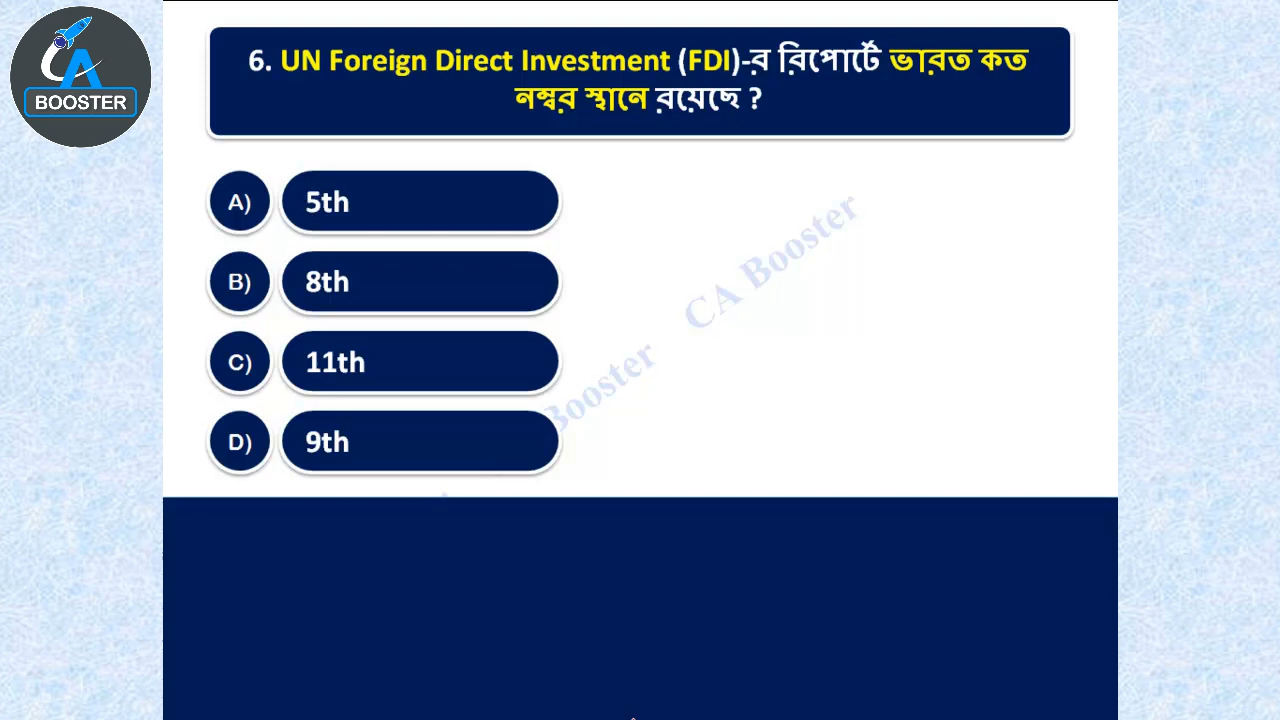 CA
BOOSTER
6. UN Foreign Direct Investment (FDI)-র রিপোর্টে ভারত কত
নম্বর স্থানে রয়েছে ?
A) 5th
B) 8th
C) 11th
D) 9th
CA Booster
Booster